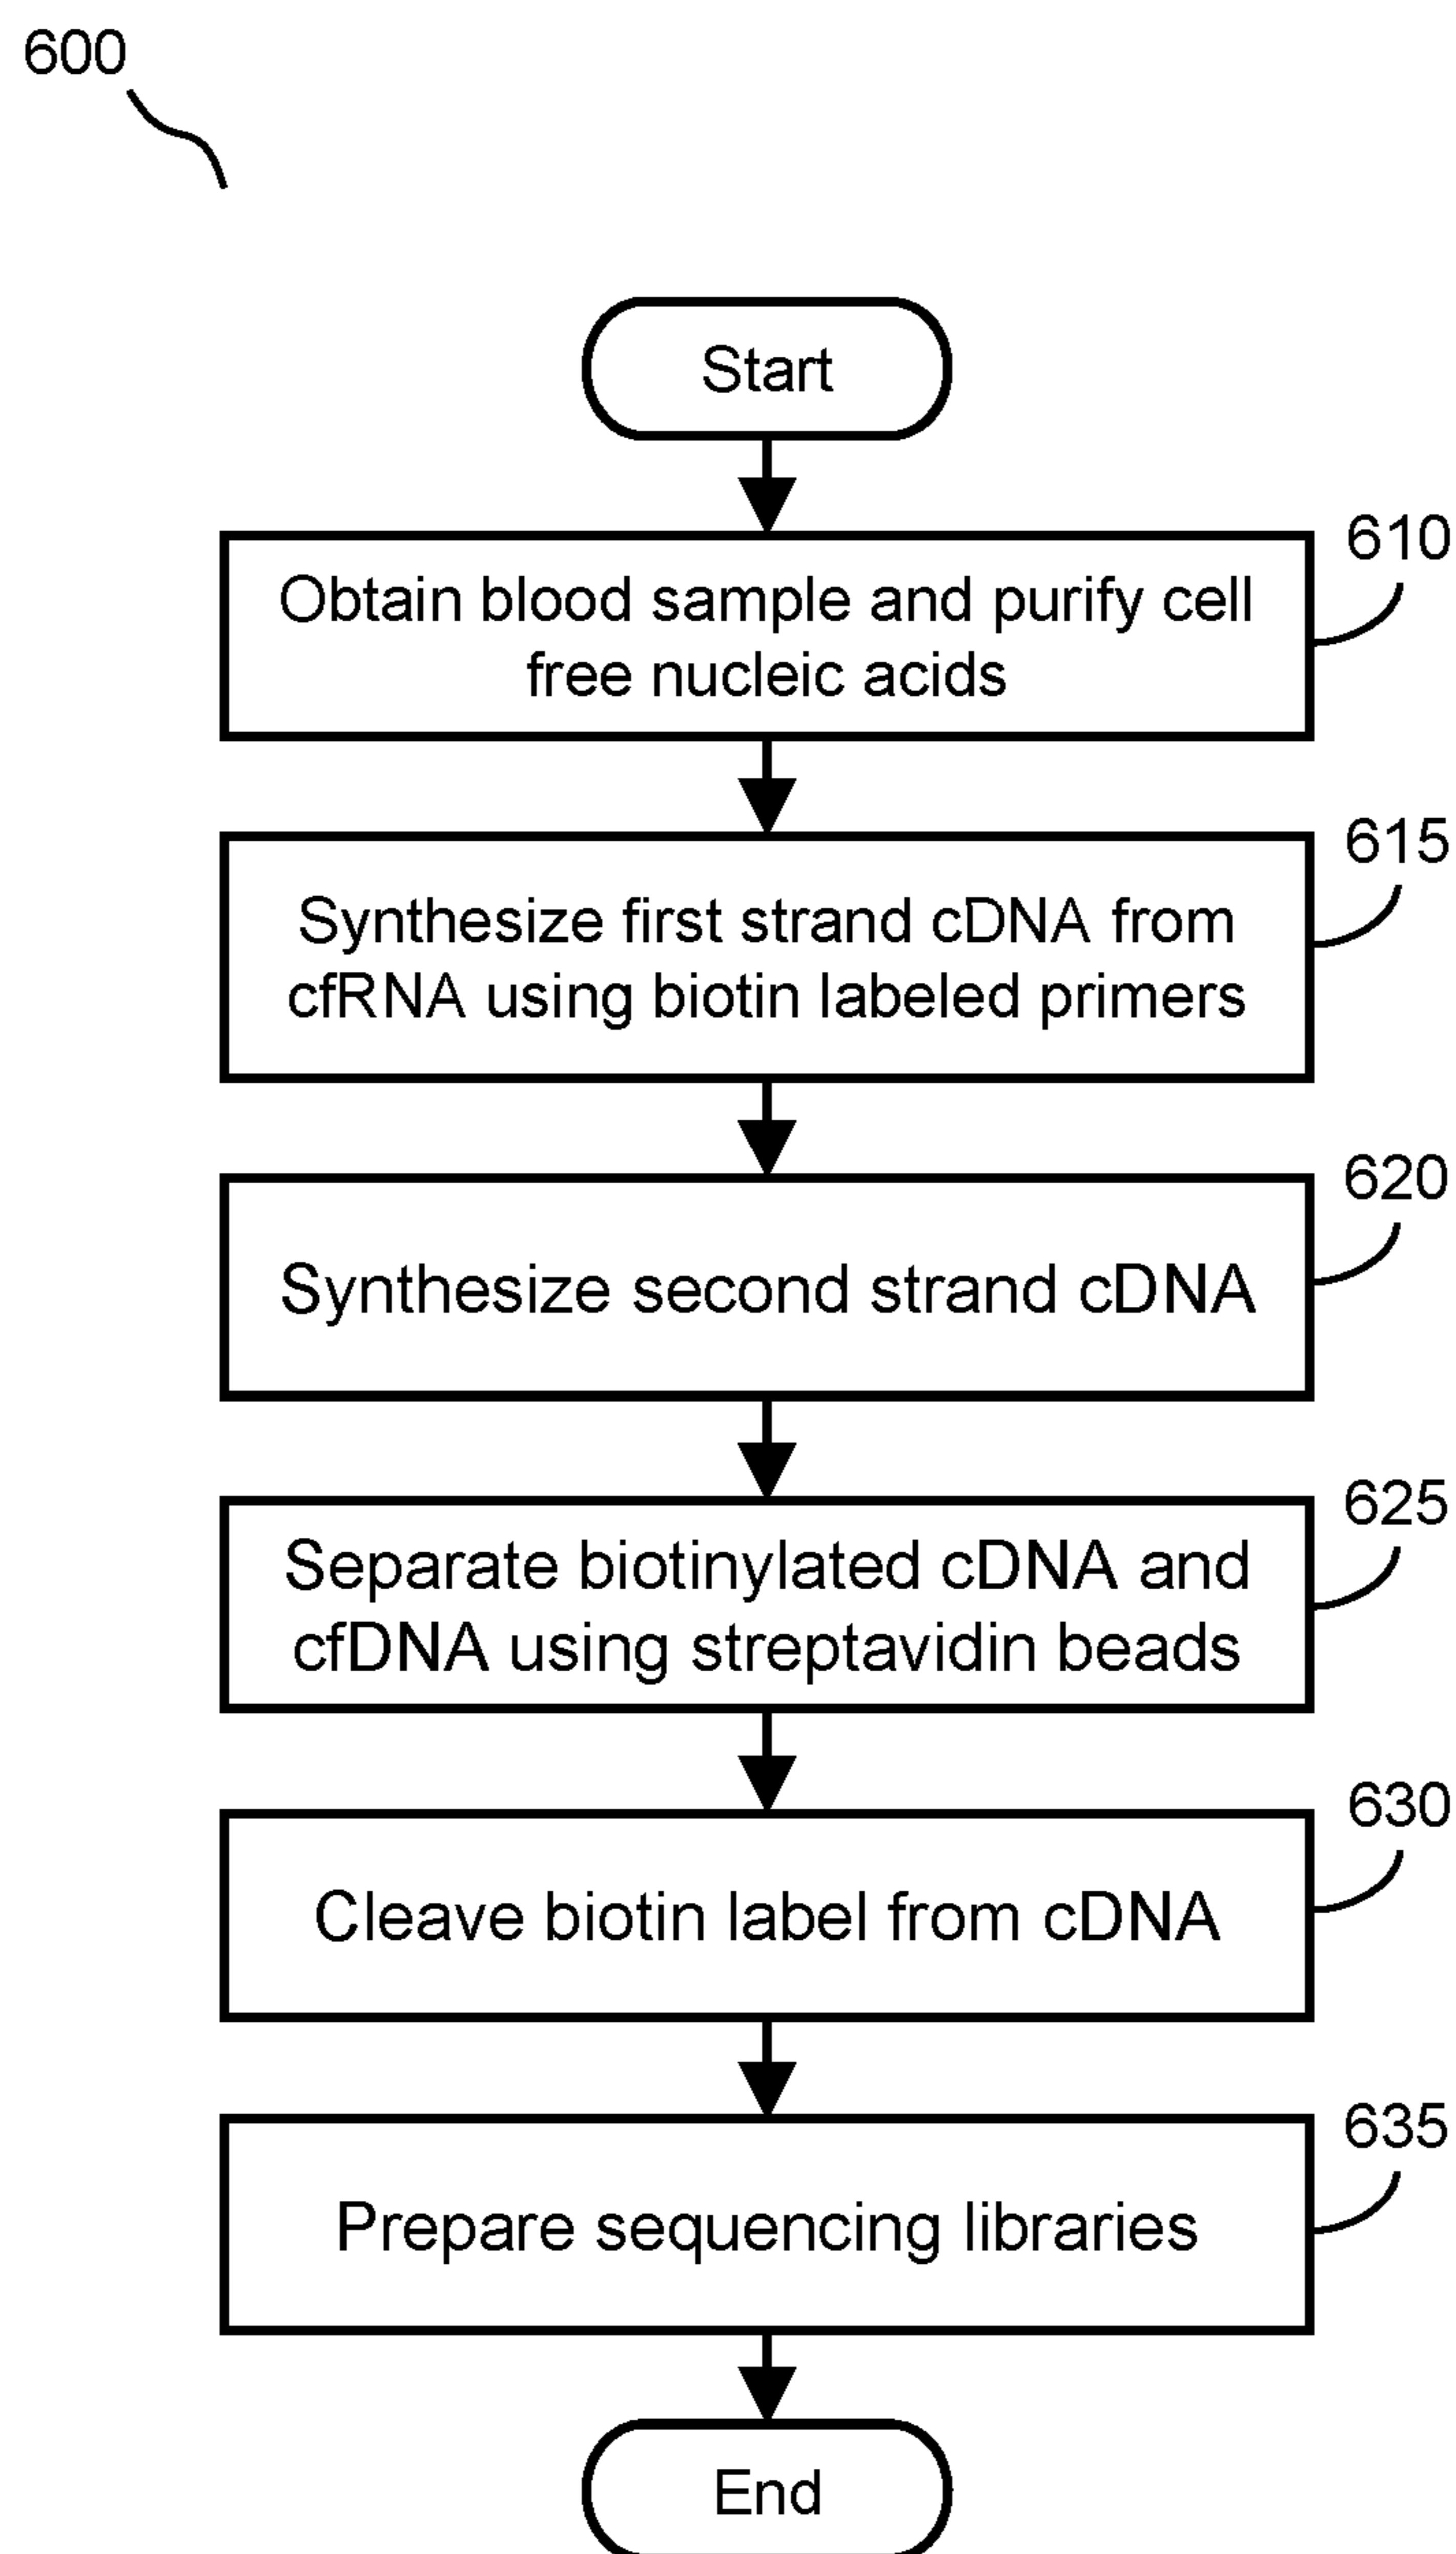 600
Start
610
Obtain blood sample and purify cell
free nucleic acids
615
Synthesize first strand cDNA from
cfRNA using biotin labeled primers
620
Synthesize second strand cDNA
625
Separate biotinylated cDNA and
cfDNA using streptavidin beads
630
Cleave biotin label from cDNA
635
Prepare sequencing libraries
End